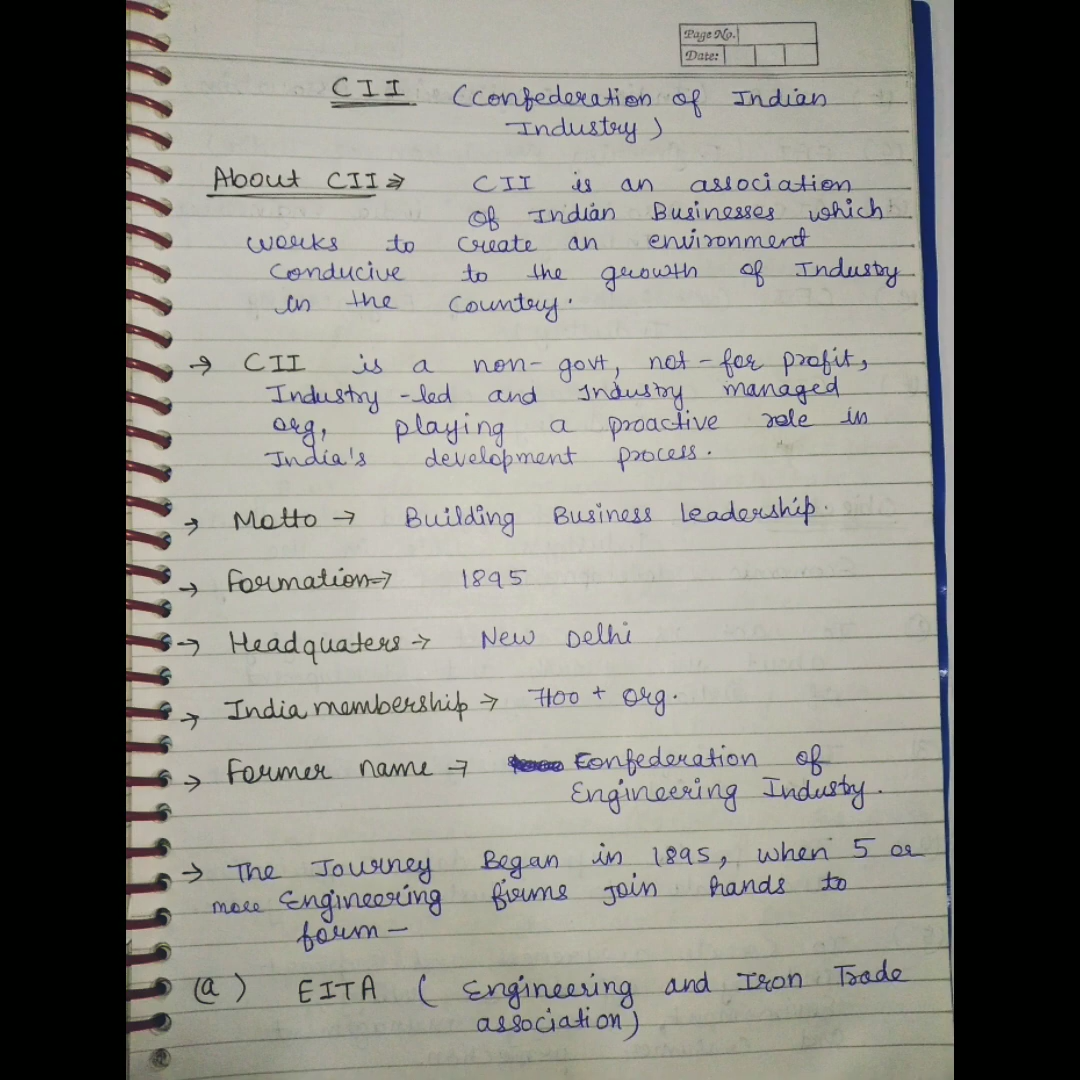 Page No.
Date:
CII (Confederation of Indian
Industry)
About CII ⇒ CII is an association
of Indian Businesses which
works to create an environment
conducive to the growth of Industry
in the Country.
→ CII is a non-govt, not-for profit,
Industry-led and Industry managed
org, playing a proactive role in
India's development process.
→ Motto → Building Business Leadership.
→ Formation → 1895
→ Headquaters → New Delhi
→ India membership → 7100 + org.
→ Former name → Confederation of
Engineering Industry.
→ The Journey Began in 1895, when 5 or
more Engineering firms join hands to
form —
(a) EITA (Engineering and Iron Trade
association)